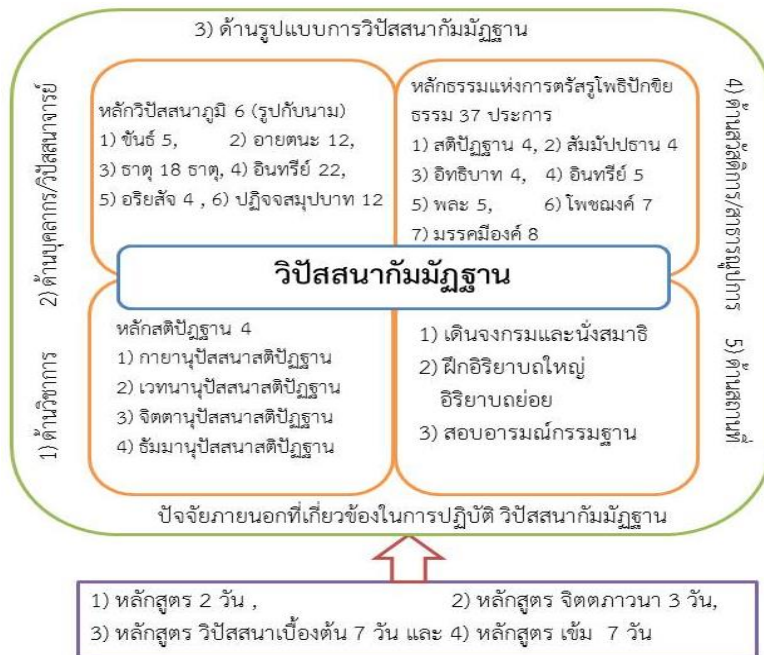 3) ด้านรูปแบบการวิปัสสนากัมมัฏฐาน
2) ด้านบุคลากร/วิปัสสนาจารย์
1) ด้านวิชาการ
หลักวิปัสสนาภูมิ 6 (รูปกับนาม)
1) ขันธ์ 5, 2) อายตนะ 12,
3) ธาตุ 18 ธาตุ, 4) อินทรีย์ 22,
5) อริยสัจ 4 , 6) ปฏิจจสมุปบาท 12
หลักธรรมแห่งการตรัสรูโพธิปักขิย
ธรรม 37 ประการ
1) สติปัฏฐาน 4, 2) สัมมัปปธาน 4
3) อิทธิบาท 4, 4) อินทรีย์ 5
5) พละ 5, 6) โพชฌงค์ 7
7) มรรคมีองค์ 8
4) ด้านสวัสดิการ/สาธารณูปการ
5) ด้านสถานที่
วิปัสสนากัมมัฏฐาน
หลักสติปัฏฐาน 4
1) กายานุปัสสนาสติปัฏฐาน
2) เวทนานุปัสสนาสติปัฏฐาน
3) จิตตานุปัสสนาสติปัฏฐาน
4) ธัมมานุปัสสนาสติปัฏฐาน
1) เดินจงกรมและนั่งสมาธิ
2) ฝึกอิริยาบถใหญ่
อิริยาบถย่อย
3) สอบอารมณ์กรรมฐาน
ปัจจัยภายนอกที่เกี่ยวข้องในการปฏิบัติ วิปัสสนากัมมัฏฐาน
1) หลักสูตร 2 วัน , 2) หลักสูตร จิตตภาวนา 3 วัน,
3) หลักสูตร วิปัสสนาเบื้องต้น 7 วัน และ 4) หลักสูตร เข้ม 7 วัน